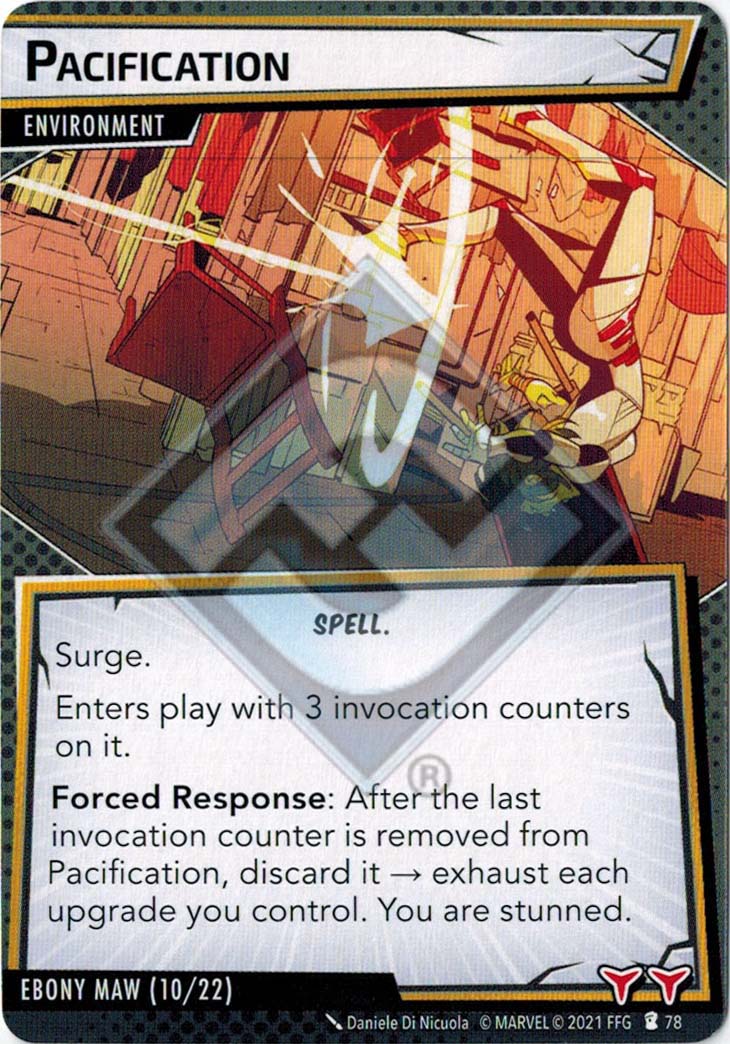 PACIFICATION
ENVIRONMENT
SPELL.
Surge.
Enters play with 3 invocation counters
on it.
Forced Response: After the last
invocation counter is removed from
Pacification, discard it → exhaust each
upgrade you control. You are stunned.
®
EBONY MAW (10/22)
Daniele Di Nicuola © MARVEL © 2021 FFG 78